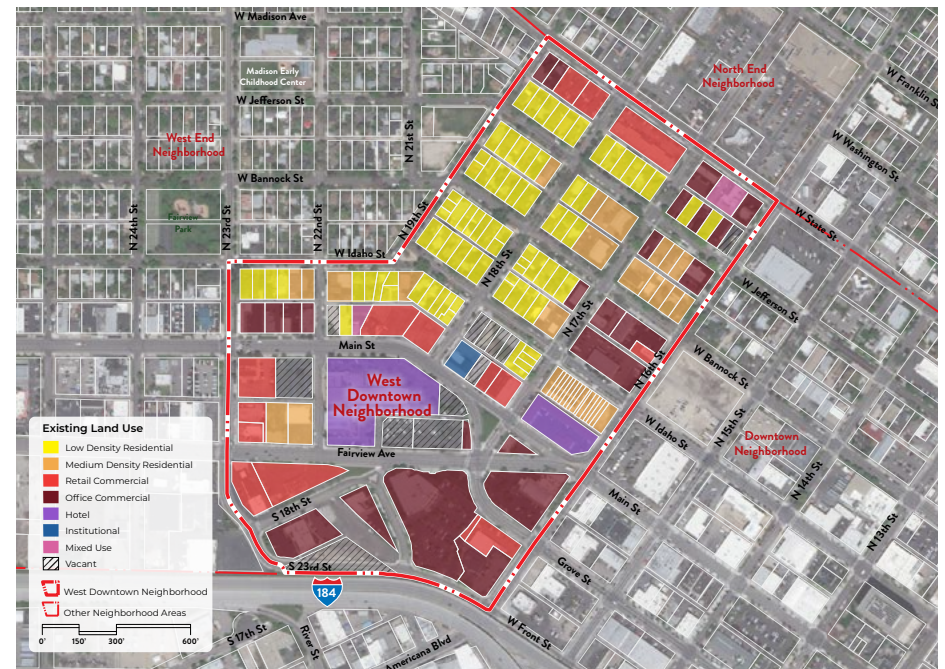 W Madison Ave
Madison Early
Childhood Center
W Jefferson St
West End
Neighborhood
N 21st St
W Bannock St
Fairview
Park
N 24th St
N 23rd St
N 22nd St
N 19th St
W Idaho St
North End
Neighborhood
W Franklin St
W Washington St
W State St
W Jefferson St
N 18th St
N 17th St
N 16th St
W Bannock St
Main St
West
Downtown
Neighborhood
W Idaho St
N 15th St
Downtown
Neighborhood
N 14th St
N 13th St
Fairview Ave
Main St
S 18th St
S 23rd St
Grove St
184
W Front St
S 17th St
River St
Americana Blvd
Existing Land Use
Low Density Residential
Medium Density Residential
Retail Commercial
Office Commercial
Hotel
Institutional
Mixed Use
Vacant
West Downtown Neighborhood
Other Neighborhood Areas
0' 150' 300' 600'